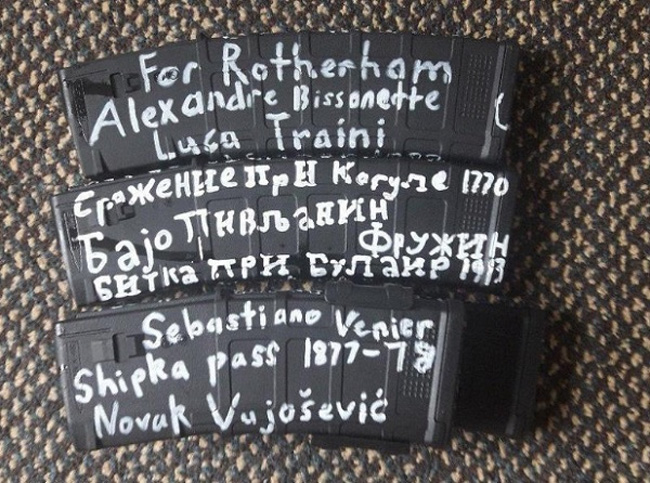 For Rotherham
Alexandre Bissonette
Luca Traini
Сражение при Кагуле 1770
Бајо Пивљанин
Фружин
Битка при Булаир 1913
Sebastiano Venier
Shipka pass 1877-78
Novak Vujošević